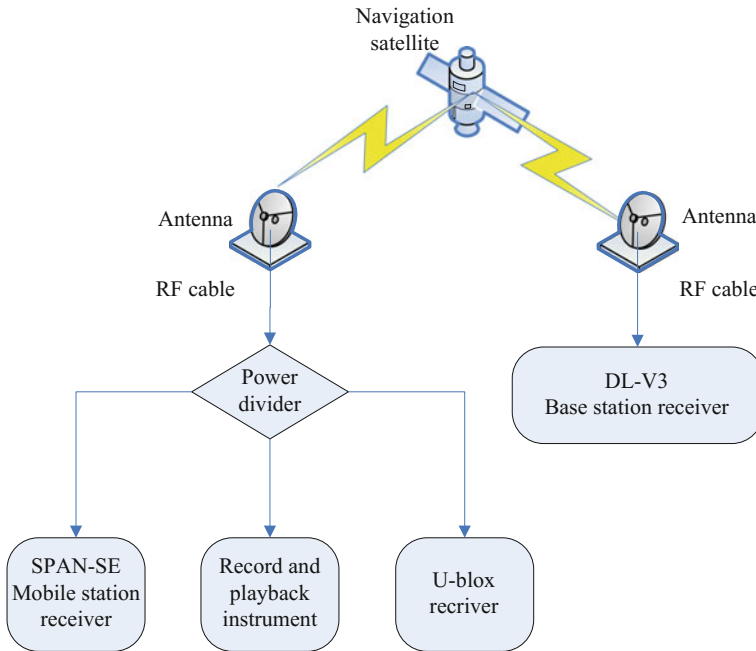 Navigation
satellite
Antenna
Antenna
RF cable
RF cable
Power
divider
DL-V3
Base station receiver
SPAN-SE
Mobile station
receiver
Record and
playback
instrument
U-blox
recriver